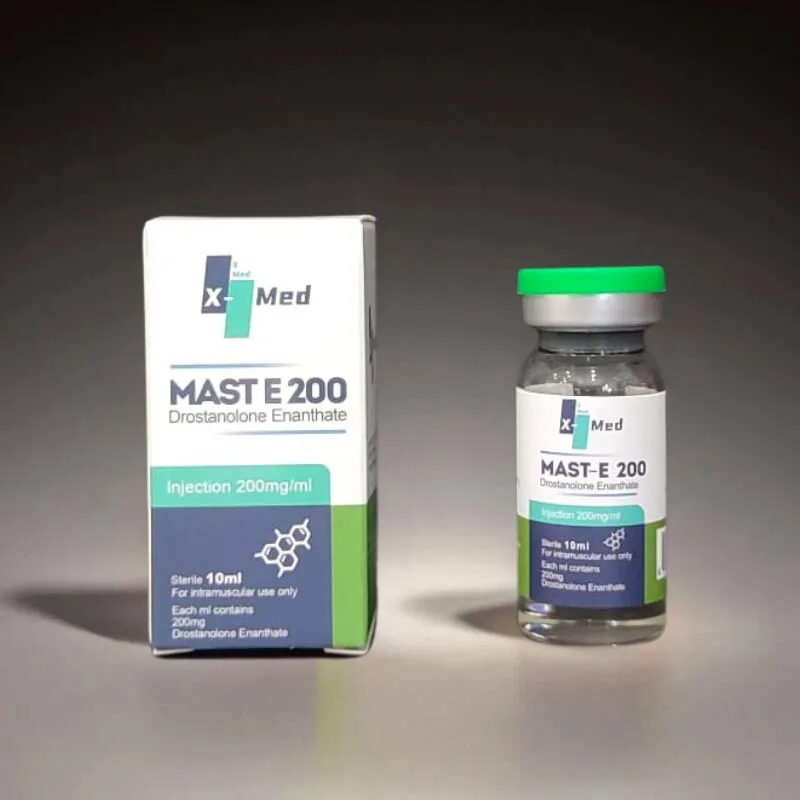 X-Med
MAST E 200
Drostanolone Enanthate
Injection 200mg/ml
Sterile 10ml
For intramuscular use only
Each ml contains
200mg
Drostanolone Enanthate
X-Med
MAST-E 200
Drostanolone Enanthate
Injection 200mg/ml
Sterile 10ml
For intramuscular use only
Each ml contains
200mg
Drostanolone Enanthate